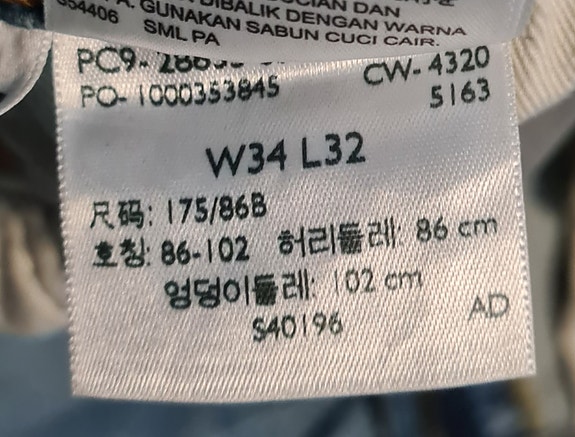 354406
DIBALIK DENGAN WARNA
GUNAKAN SABUN CUCI CAIR.
SML PA
CW- 4320
PO- 1000353845 5163
W34 L32
尺码: 175/86B
호칭: 86-102 허리둘레: 86 cm
엉덩이둘레: 102 cm
S40196
AD